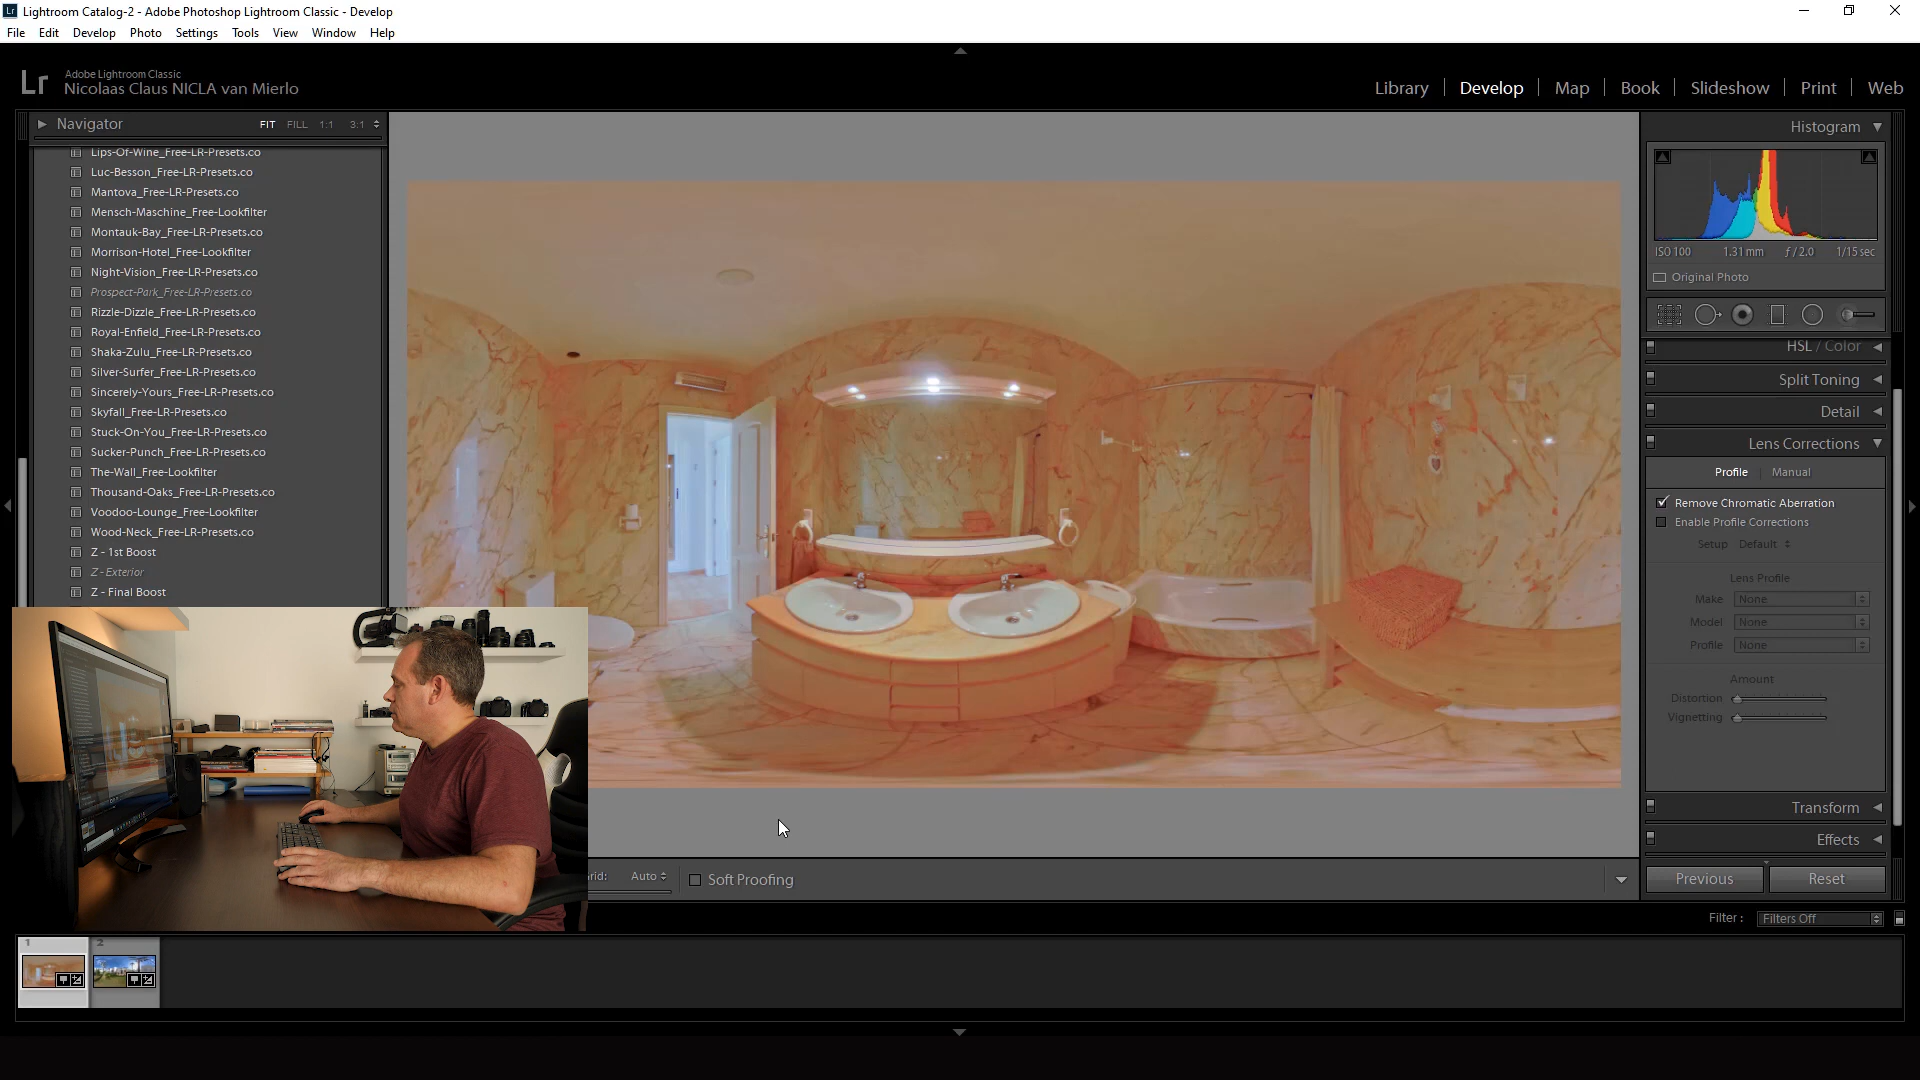 Lightroom Catalog-2 - Adobe Photoshop Lightroom Classic - Develop
File Edit Develop Photo Settings Tools View Window Help
Lr
Adobe Lightroom Classic
Nicolaas Claus NICLA van Mierlo
Library Develop Map Book Slideshow Print Web
Navigator FIT FILL 1:1 3:1
Lips-Of-Wine_Free-LR-Presets.co
Luc-Besson_Free-LR-Presets.co
Mantova_Free-LR-Presets.co
Mensch-Maschine_Free-Lookfilter
Montauk-Bay_Free-LR-Presets.co
Morrison-Hotel_Free-Lookfilter
Night-Vision_Free-LR-Presets.co
Prospect-Park_Free-LR-Presets.co
Rizzle-Dizzle_Free-LR-Presets.co
Royal-Enfield_Free-LR-Presets.co
Shaka-Zulu_Free-LR-Presets.co
Silver-Surfer_Free-LR-Presets.co
Sincerely-Yours_Free-LR-Presets.co
Skyfall_Free-LR-Presets.co
Stuck-On-You_Free-LR-Presets.co
Sucker-Punch_Free-LR-Presets.co
The-Wall_Free-Lookfilter
Thousand-Oaks_Free-LR-Presets.co
Voodoo-Lounge_Free-Lookfilter
Wood-Neck_Free-LR-Presets.co
Z - 1st Boost
Z - Exterior
Z - Final Boost
Histogram
ISO 100 1.31 mm ƒ / 2.0 1/15 sec
Original Photo
HSL / Color
Split Toning
Detail
Lens Corrections
Profile Manual
Remove Chromatic Aberration
Enable Profile Corrections
Setup Default
Lens Profile
Make None
Model None
Profile None
Amount
Distortion
Vignetting
Transform
Effects
Previous Reset
rid: Auto Soft Proofing
Filter : Filters Off
1 2